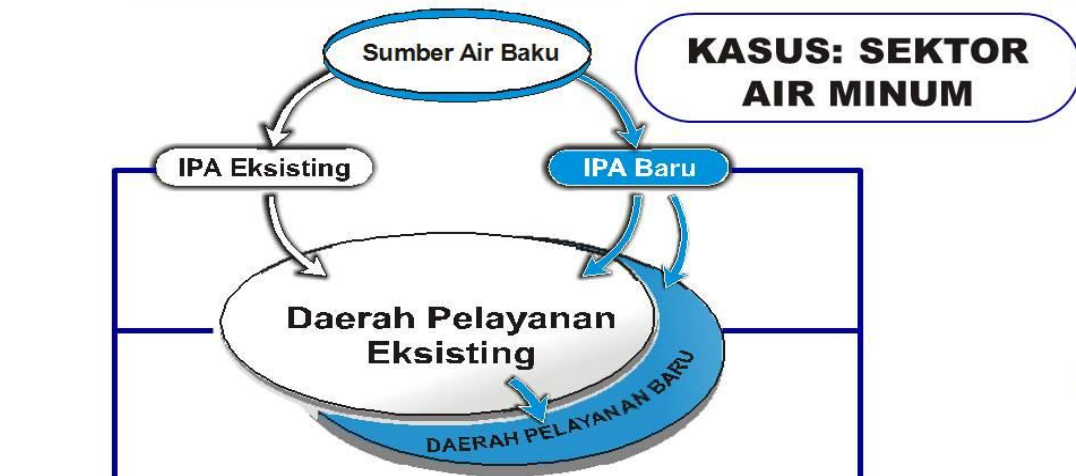 Sumber Air Baku
KASUS: SEKTOR
AIR MINUM
IPA Eksisting
IPA Baru
Daerah Pelayanan
Eksisting
DAERAH PELAYANAN BARU